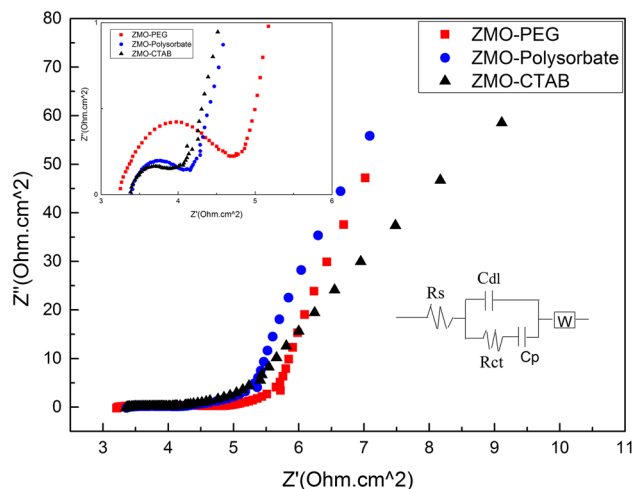 ZMO-PEG
ZMO-Polysorbate
ZMO-CTAB
ZMO-PEG
ZMO-Polysorbate
ZMO-CTAB
1
0
Z"(Ohm.cm^2)
3 4 5 6
Z'(Ohm.cm^2)
80
70
60
50
40
30
20
10
0
Z"(Ohm.cm^2)
Rs
Cdl
Rct
Cp
W
3 4 5 6 7 8 9 10 11
Z'(Ohm.cm^2)